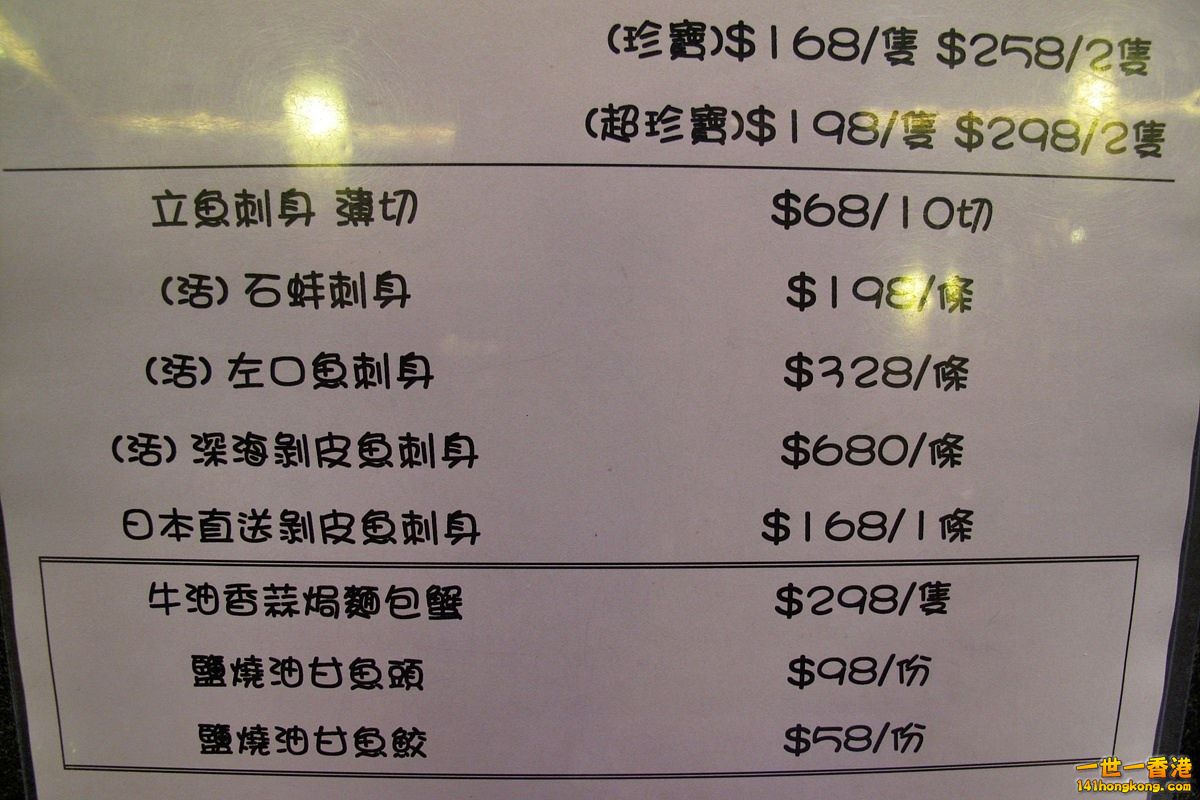 (珍寶)$168/隻 $258/2隻
(超珍寶)$198/隻 $298/2隻
立魚刺身 薄切 $68/10切
(活) 石蚌刺身 $198/條
(活) 左口魚刺身 $328/條
(活) 深海剝皮魚刺身 $680/條
日本直送剝皮魚刺身 $168/1條
牛油香蒜焗麵包蟹 $298/隻
鹽燒油甘魚頭 $98/份
鹽燒油甘魚鮫 $58/份
一世一香港
141hongkong.com